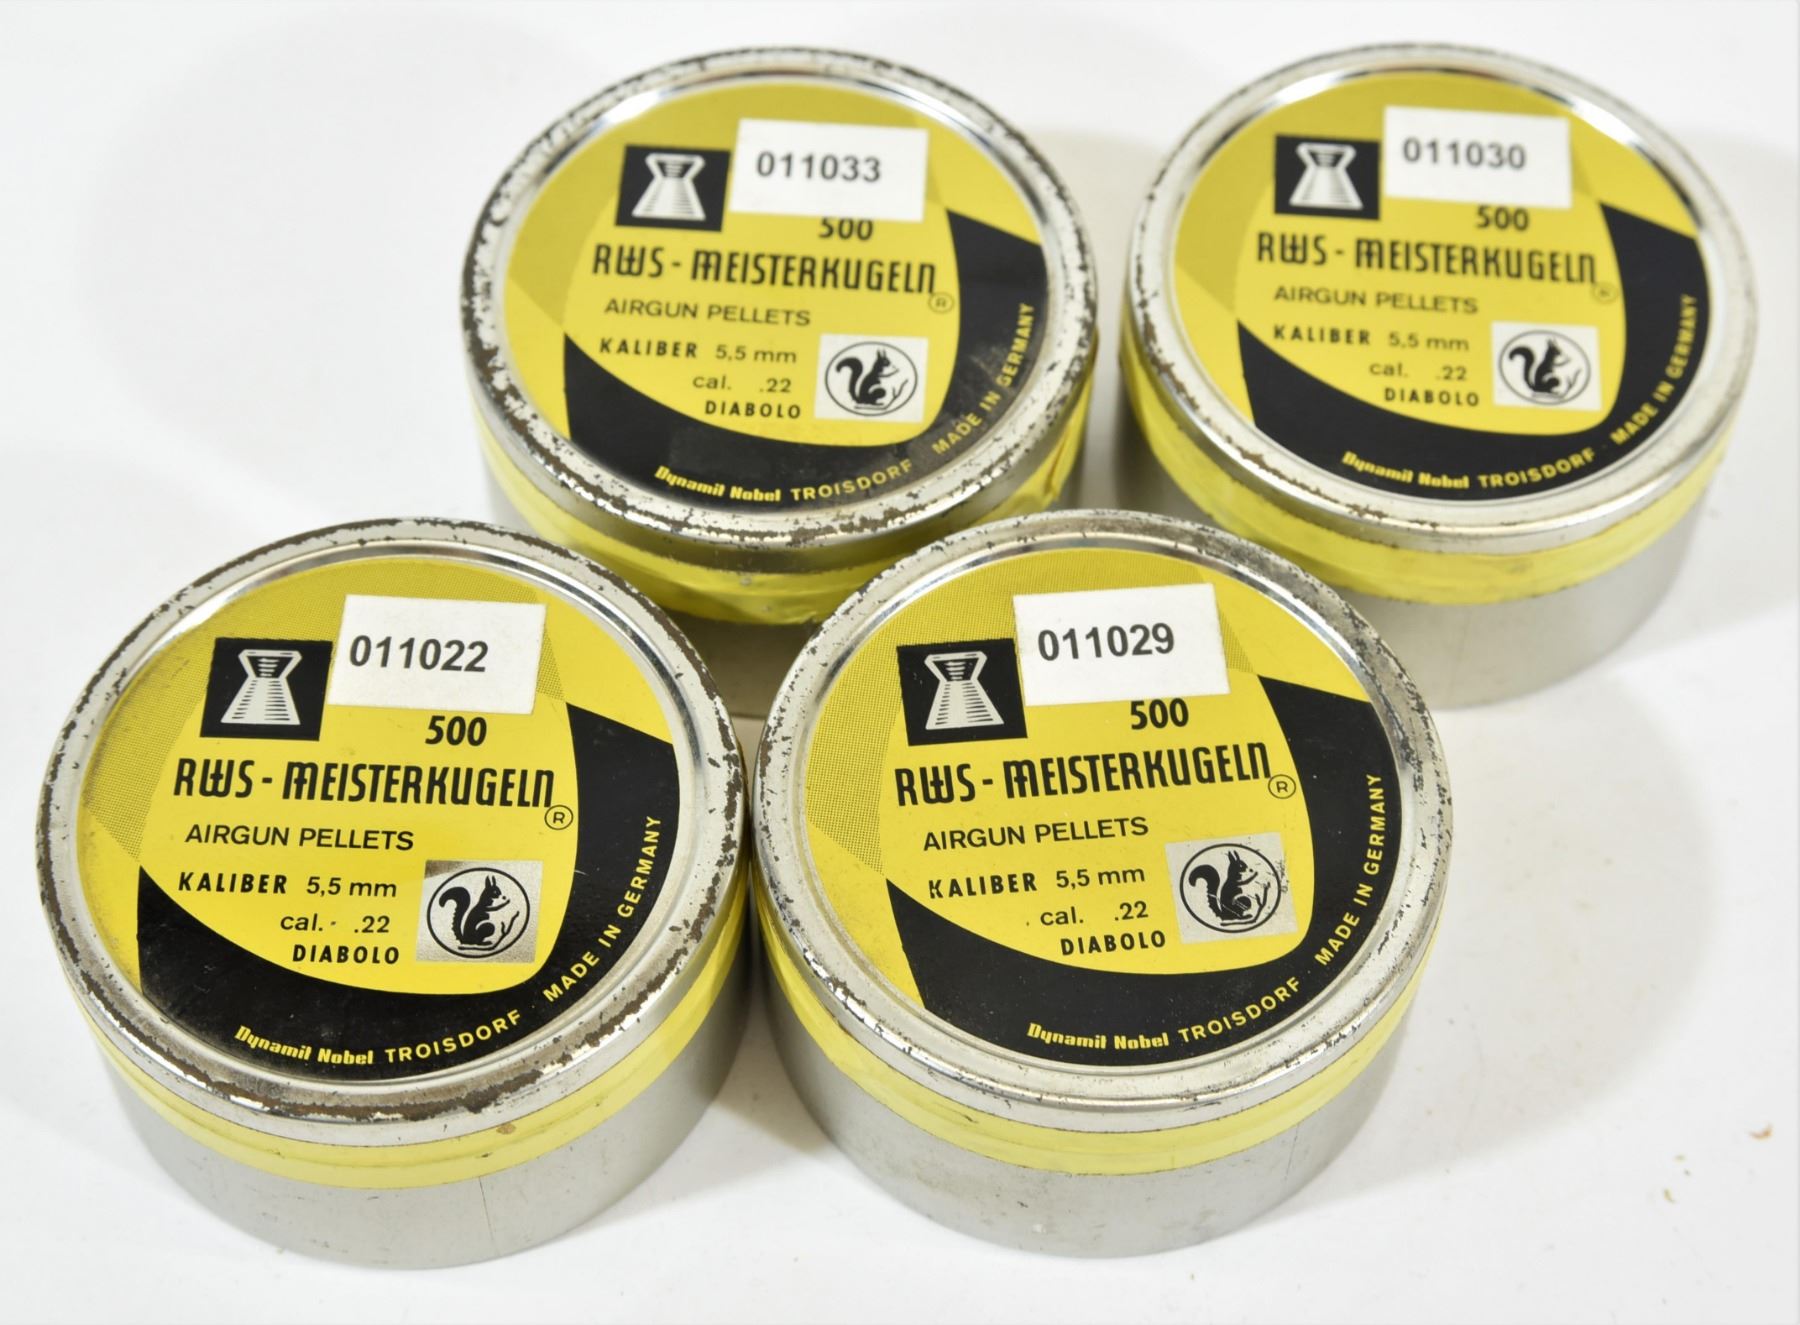 011033
500
RWS - MEISTERKUGELN ®
AIRGUN PELLETS
KALIBER 5,5 mm
cal. .22
DIABOLO
Dynamit Nobel TROISDORF MADE IN GERMANY
011030
500
RWS - MEISTERKUGELN ®
AIRGUN PELLETS
KALIBER 5,5 mm
cal. .22
DIABOLO
Dynamit Nobel TROISDORF · MADE IN GERMANY
011022
500
RWS - MEISTERKUGELN ®
AIRGUN PELLETS
KALIBER 5,5 mm
cal. .22
DIABOLO
Dynamit Nobel TROISDORF MADE IN GERMANY
011029
500
RWS - MEISTERKUGELN ®
AIRGUN PELLETS
KALIBER 5,5 mm
cal. .22
DIABOLO
Dynamit Nobel TROISDORF MADE IN GERMANY